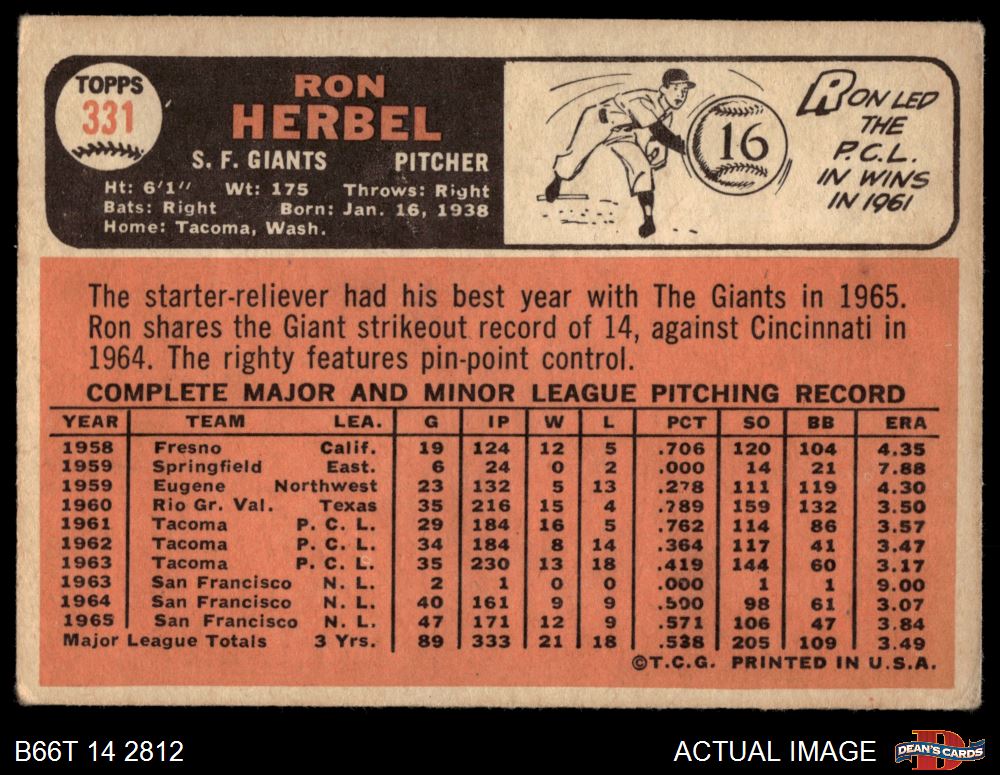 TOPPS
331
RON
HERBEL
S. F. GIANTS PITCHER
Ht: 6'1" Wt: 175 Throws: Right
Bats: Right Born: Jan. 16, 1938
Home: Tacoma, Wash.
16
RON LED
THE
P.C.L.
IN WINS
IN 1961
The starter-reliever had his best year with The Giants in 1965.
Ron shares the Giant strikeout record of 14, against Cincinnati in
1964. The righty features pin-point control.
COMPLETE MAJOR AND MINOR LEAGUE PITCHING RECORD
YEAR TEAM LEA. G IP W L PCT SO BB ERA
1958 Fresno Calif. 19 124 12 5 .706 120 104 4.35
1959 Springfield East. 6 24 0 2 .000 14 21 7.88
1959 Eugene Northwest 23 132 5 13 .278 111 119 4.30
1960 Rio Gr. Val. Texas 35 216 15 4 .789 159 132 3.50
1961 Tacoma P. C. L. 29 184 16 5 .762 114 86 3.57
1962 Tacoma P. C. L. 34 184 8 14 .364 117 41 3.47
1963 Tacoma P. C. L. 35 230 13 18 .419 144 60 3.17
1963 San Francisco N. L. 2 1 0 0 .000 1 1 9.00
1964 San Francisco N. L. 40 161 9 9 .500 98 61 3.07
1965 San Francisco N. L. 47 171 12 9 .571 106 47 3.84
Major League Totals 3 Yrs. 89 333 21 18 .538 205 109 3.49
©T.C.G. PRINTED IN U.S.A.
B66T 14 2812 ACTUAL IMAGE DEAN'S CARDS